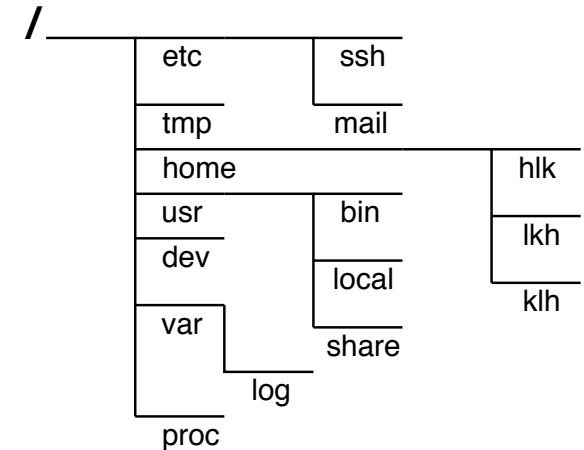 /
etc ssh
tmp mail
home hlk
usr bin
lkh
dev
local
klh
var
share
log
proc